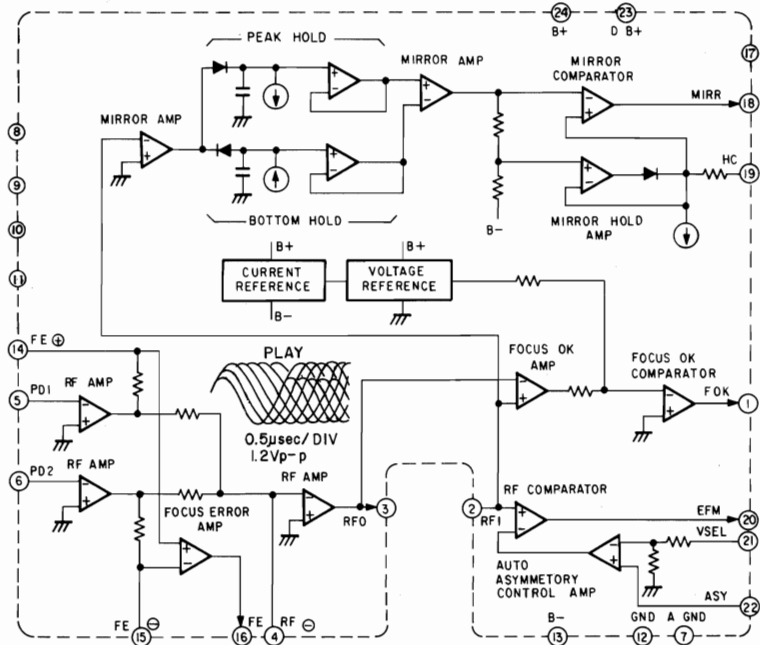 24 23
B+ D B+
PEAK HOLD
17
MIRROR AMP
MIRROR
COMPARATOR
MIRR
18
8
MIRROR AMP
HC
19
9
10
BOTTOM HOLD
B-
MIRROR HOLD
AMP
11
B+ B+
CURRENT
REFERENCE
VOLTAGE
REFERENCE
B-
14
FE ⊕
PLAY
FOCUS OK
AMP
FOCUS OK
COMPARATOR
5
PD1
RF AMP
FOK
1
0.5μsec/DIV
1.2Vp-p
6
PD2
RF AMP
RF AMP
FOCUS ERROR
AMP
RFO
3
2
RFI
RF COMPARATOR
EFM
20
VSEL
21
AUTO
ASYMMETORY
CONTROL AMP
ASY
22
FE ⊖
15
16
FE
RF ⊖
4
B-
13
GND A GND
12 7